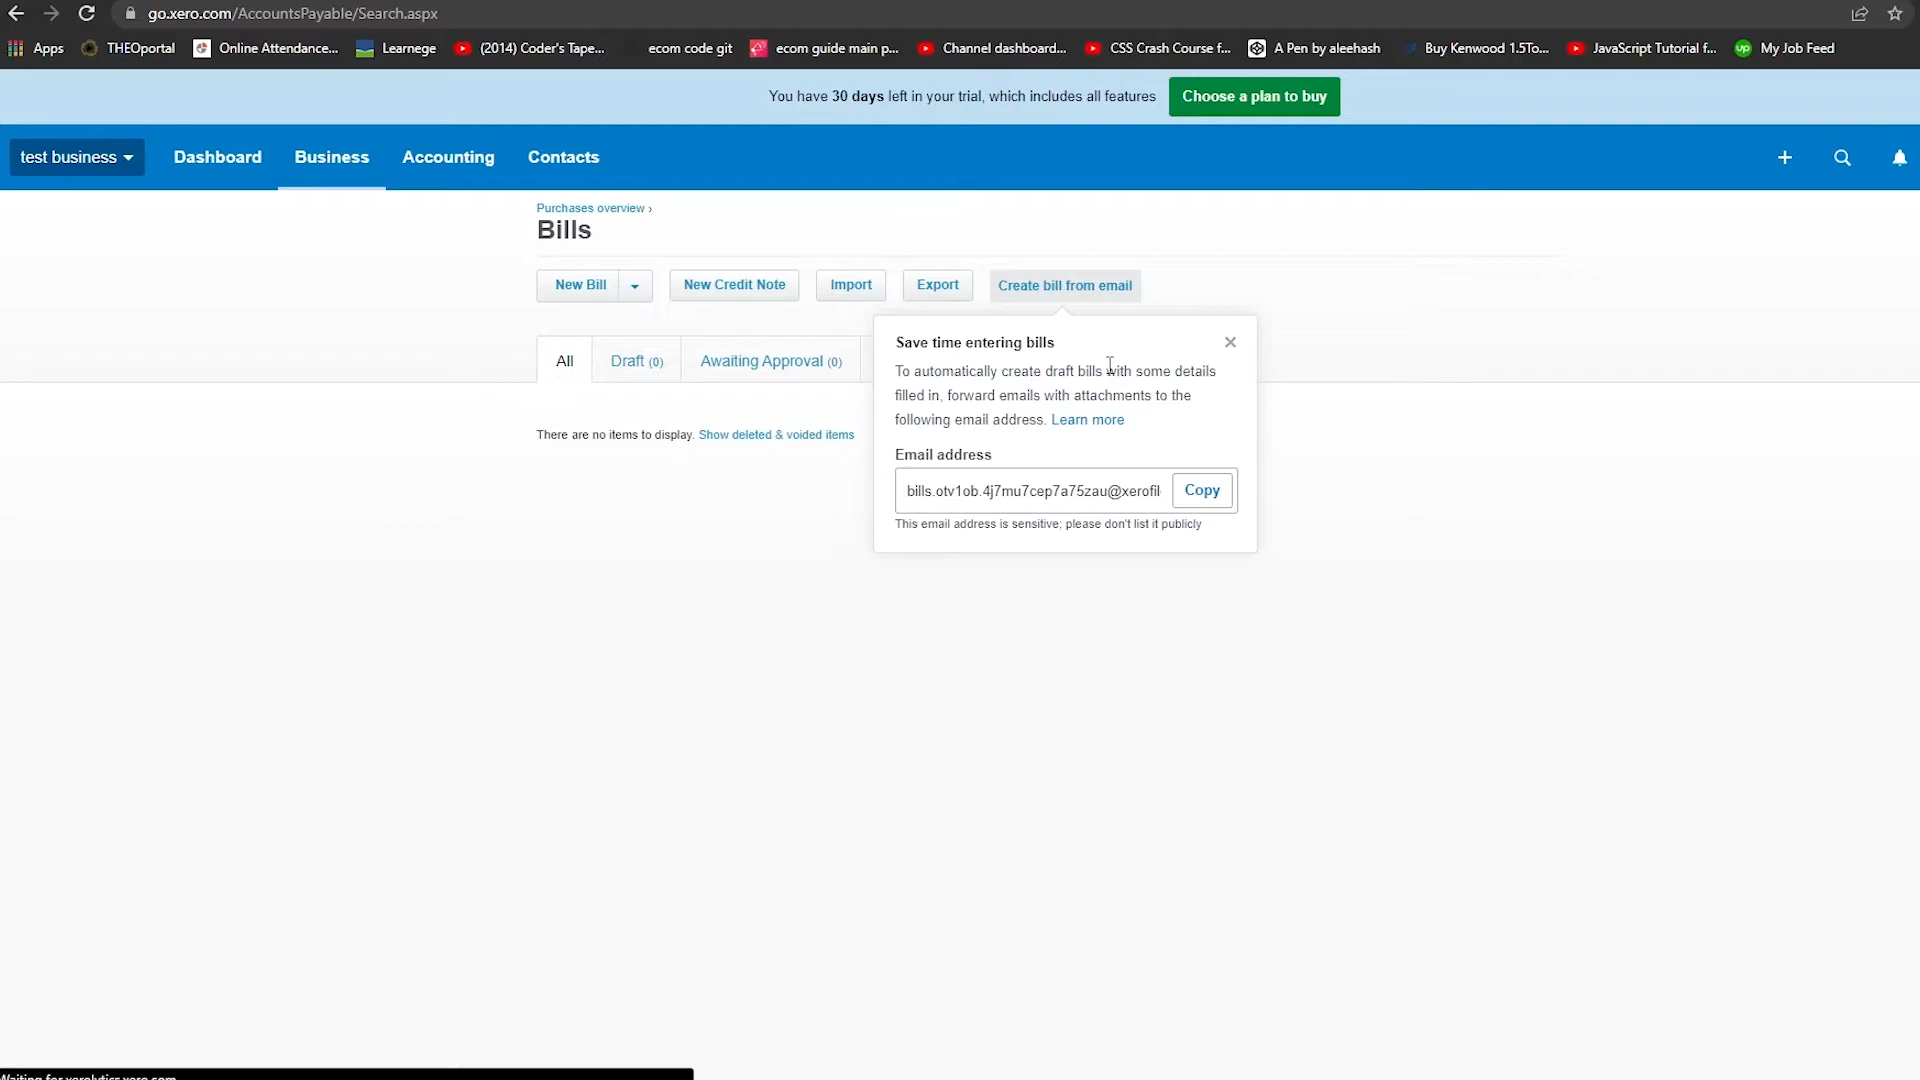 go.xero.com/AccountsPayable/Search.aspx
Apps THEOportal Online Attendance... Learnege (2014) Coder's Tape... ecom code git ecom guide main p... Channel dashboard... CSS Crash Course f... A Pen by aleehash Buy Kenwood 1.5To... JavaScript Tutorial f... up My Job Feed
You have 30 days left in your trial, which includes all features Choose a plan to buy
test business Dashboard Business Accounting Contacts
Purchases overview ›
Bills
New Bill New Credit Note Import Export Create bill from email
All Draft (0) Awaiting Approval (0)
There are no items to display. Show deleted & voided items
Save time entering bills
To automatically create draft bills with some details
filled in, forward emails with attachments to the
following email address. Learn more
Email address
bills.otv1ob.4j7mu7cep7a75zau@xerofil Copy
This email address is sensitive; please don't list it publicly
Waiting for xerolytics.xero.com